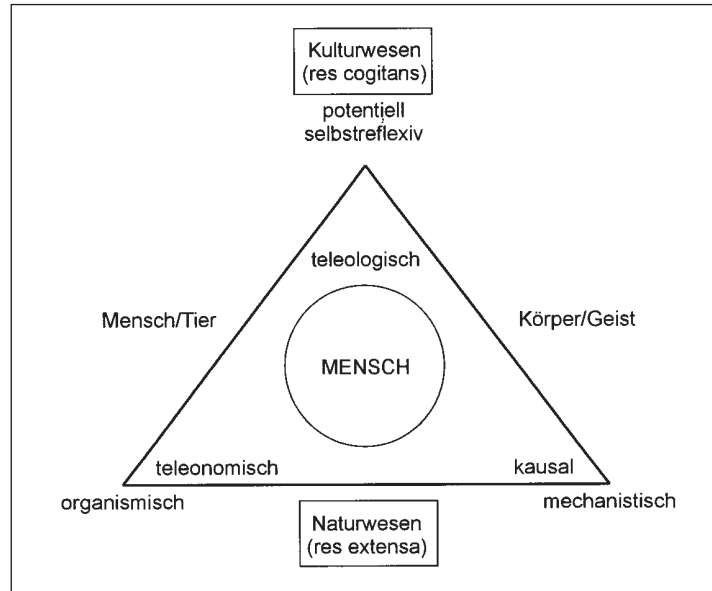 Kulturwesen
(res cogitans)
potentiell
selbstreflexiv
teleologisch
Mensch/Tier
Körper/Geist
MENSCH
teleonomisch
kausal
organismisch
mechanistisch
Naturwesen
(res extensa)